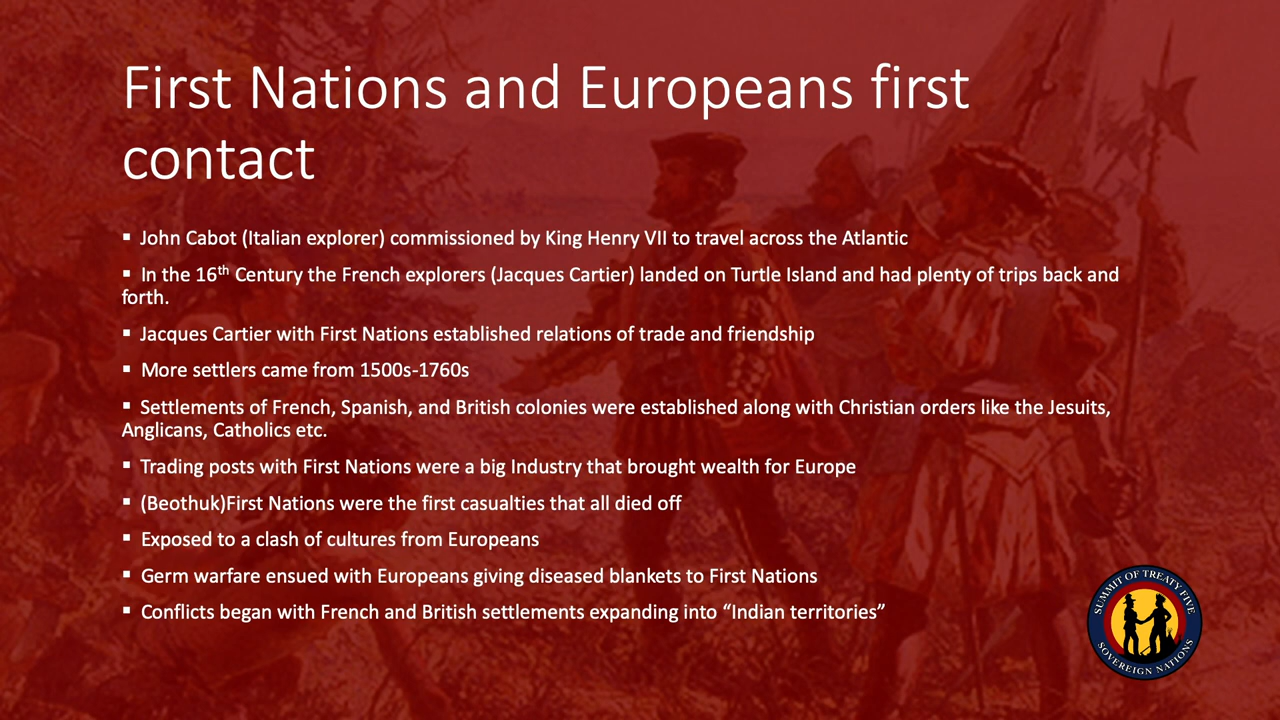 First Nations and Europeans first
contact
▪ John Cabot (Italian explorer) commissioned by King Henry VII to travel across the Atlantic
▪ In the 16th Century the French explorers (Jacques Cartier) landed on Turtle Island and had plenty of trips back and
forth.
▪ Jacques Cartier with First Nations established relations of trade and friendship
▪ More settlers came from 1500s-1760s
▪ Settlements of French, Spanish, and British colonies were established along with Christian orders like the Jesuits,
Anglicans, Catholics etc.
▪ Trading posts with First Nations were a big Industry that brought wealth for Europe
▪ (Beothuk)First Nations were the first casualties that all died off
▪ Exposed to a clash of cultures from Europeans
▪ Germ warfare ensued with Europeans giving diseased blankets to First Nations
▪ Conflicts began with French and British settlements expanding into “Indian territories”
SUMMIT OF TREATY FIVE
SOVEREIGN NATIONS